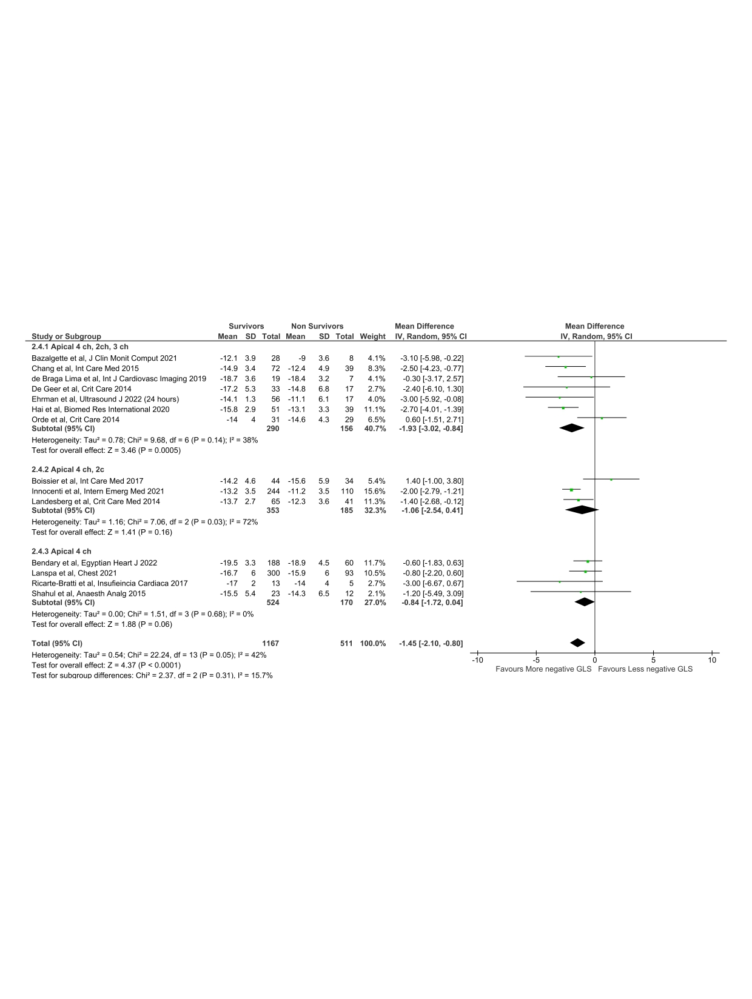 Survivors Non Survivors Mean Difference Mean Difference
Study or Subgroup Mean SD Total Mean SD Total Weight IV, Random, 95% CI IV, Random, 95% CI
2.4.1 Apical 4 ch, 2ch, 3 ch
Bazalgette et al, J Clin Monit Comput 2021 -12.1 3.9 28 -9 3.6 8 4.1% -3.10 [-5.98, -0.22]
Chang et al, Int Care Med 2015 -14.9 3.4 72 -12.4 4.9 39 8.3% -2.50 [-4.23, -0.77]
de Braga Lima et al, Int J Cardiovasc Imaging 2019 -18.7 3.6 19 -18.4 3.2 7 4.1% -0.30 [-3.17, 2.57]
De Geer et al, Crit Care 2014 -17.2 5.3 33 -14.8 6.8 17 2.7% -2.40 [-6.10, 1.30]
Ehrman et al, Ultrasound J 2022 (24 hours) -14.1 1.3 56 -11.1 6.1 17 4.0% -3.00 [-5.92, -0.08]
Hai et al, Biomed Res International 2020 -15.8 2.9 51 -13.1 3.3 39 11.1% -2.70 [-4.01, -1.39]
Orde et al, Crit Care 2014 -14 4 31 -14.6 4.3 29 6.5% 0.60 [-1.51, 2.71]
Subtotal (95% CI) 290 156 40.7% -1.93 [-3.02, -0.84]
Heterogeneity: Tau² = 0.78; Chi² = 9.68, df = 6 (P = 0.14); I² = 38%
Test for overall effect: Z = 3.46 (P = 0.0005)
2.4.2 Apical 4 ch, 2c
Boissier et al, Int Care Med 2017 -14.2 4.6 44 -15.6 5.9 34 5.4% 1.40 [-1.00, 3.80]
Innocenti et al, Intern Emerg Med 2021 -13.2 3.5 244 -11.2 3.5 110 15.6% -2.00 [-2.79, -1.21]
Landesberg et al, Crit Care Med 2014 -13.7 2.7 65 -12.3 3.6 41 11.3% -1.40 [-2.68, -0.12]
Subtotal (95% CI) 353 185 32.3% -1.06 [-2.54, 0.41]
Heterogeneity: Tau² = 1.16; Chi² = 7.06, df = 2 (P = 0.03); I² = 72%
Test for overall effect: Z = 1.41 (P = 0.16)
2.4.3 Apical 4 ch
Bendary et al, Egyptian Heart J 2022 -19.5 3.3 188 -18.9 4.5 60 11.7% -0.60 [-1.83, 0.63]
Lanspa et al, Chest 2021 -16.7 6 300 -15.9 6 93 10.5% -0.80 [-2.20, 0.60]
Ricarte-Bratti et al, Insufieincia Cardiaca 2017 -17 2 13 -14 4 5 2.7% -3.00 [-6.67, 0.67]
Shahul et al, Anaesth Analg 2015 -15.5 5.4 23 -14.3 6.5 12 2.1% -1.20 [-5.49, 3.09]
Subtotal (95% CI) 524 170 27.0% -0.84 [-1.72, 0.04]
Heterogeneity: Tau² = 0.00; Chi² = 1.51, df = 3 (P = 0.68); I² = 0%
Test for overall effect: Z = 1.88 (P = 0.06)
Total (95% CI) 1167 511 100.0% -1.45 [-2.10, -0.80]
Heterogeneity: Tau² = 0.54; Chi² = 22.24, df = 13 (P = 0.05); I² = 42%
Test for overall effect: Z = 4.37 (P < 0.0001)
Test for subgroup differences: Chi² = 2.37, df = 2 (P = 0.31), I² = 15.7%
-10 -5 0 5 10
Favours More negative GLS Favours Less negative GLS